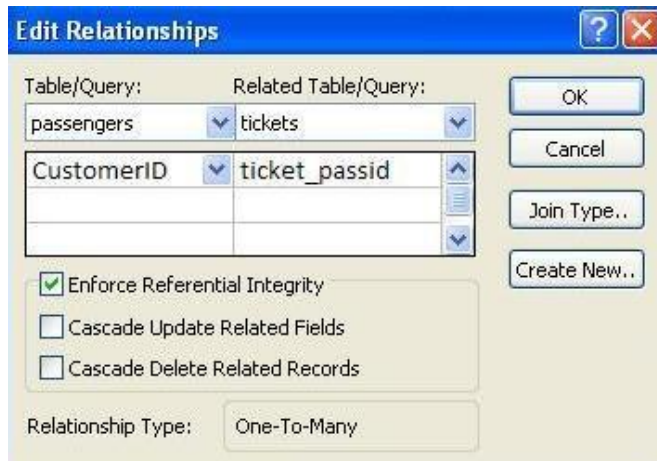 Edit Relationships
Table/Query: Related Table/Query:
passengers tickets
CustomerID ticket_passid
Enforce Referential Integrity
Cascade Update Related Fields
Cascade Delete Related Records
Relationship Type: One-To-Many
OK
Cancel
Join Type..
Create New..